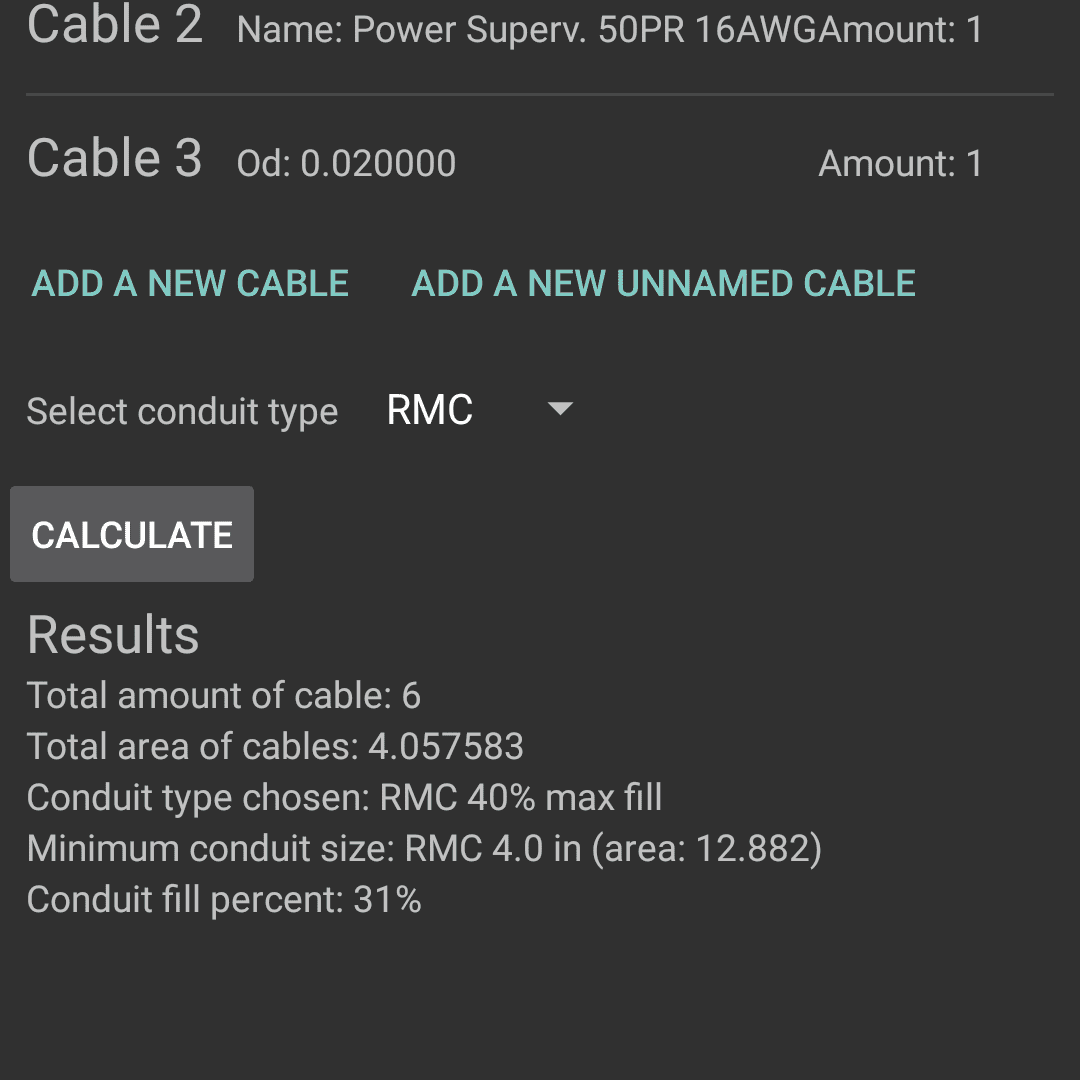 Cable 2 Name: Power Superv. 50PR 16AWGAmount: 1
Cable 3 Od: 0.020000 Amount: 1
ADD A NEW CABLE ADD A NEW UNNAMED CABLE
Select conduit type RMC
CALCULATE
Results
Total amount of cable: 6
Total area of cables: 4.057583
Conduit type chosen: RMC 40% max fill
Minimum conduit size: RMC 4.0 in (area: 12.882)
Conduit fill percent: 31%